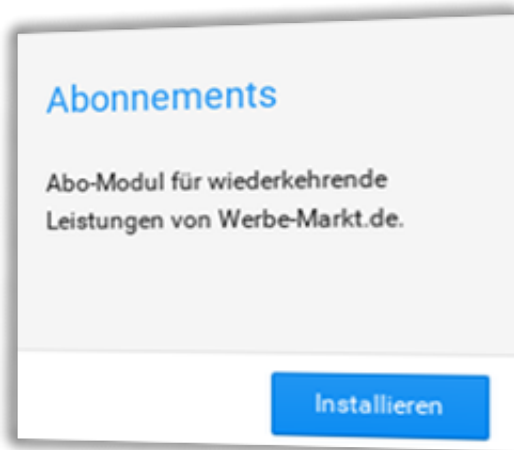 Abonnements
Abo-Modul für wiederkehrende
Leistungen von Werbe-Markt.de.
Installieren